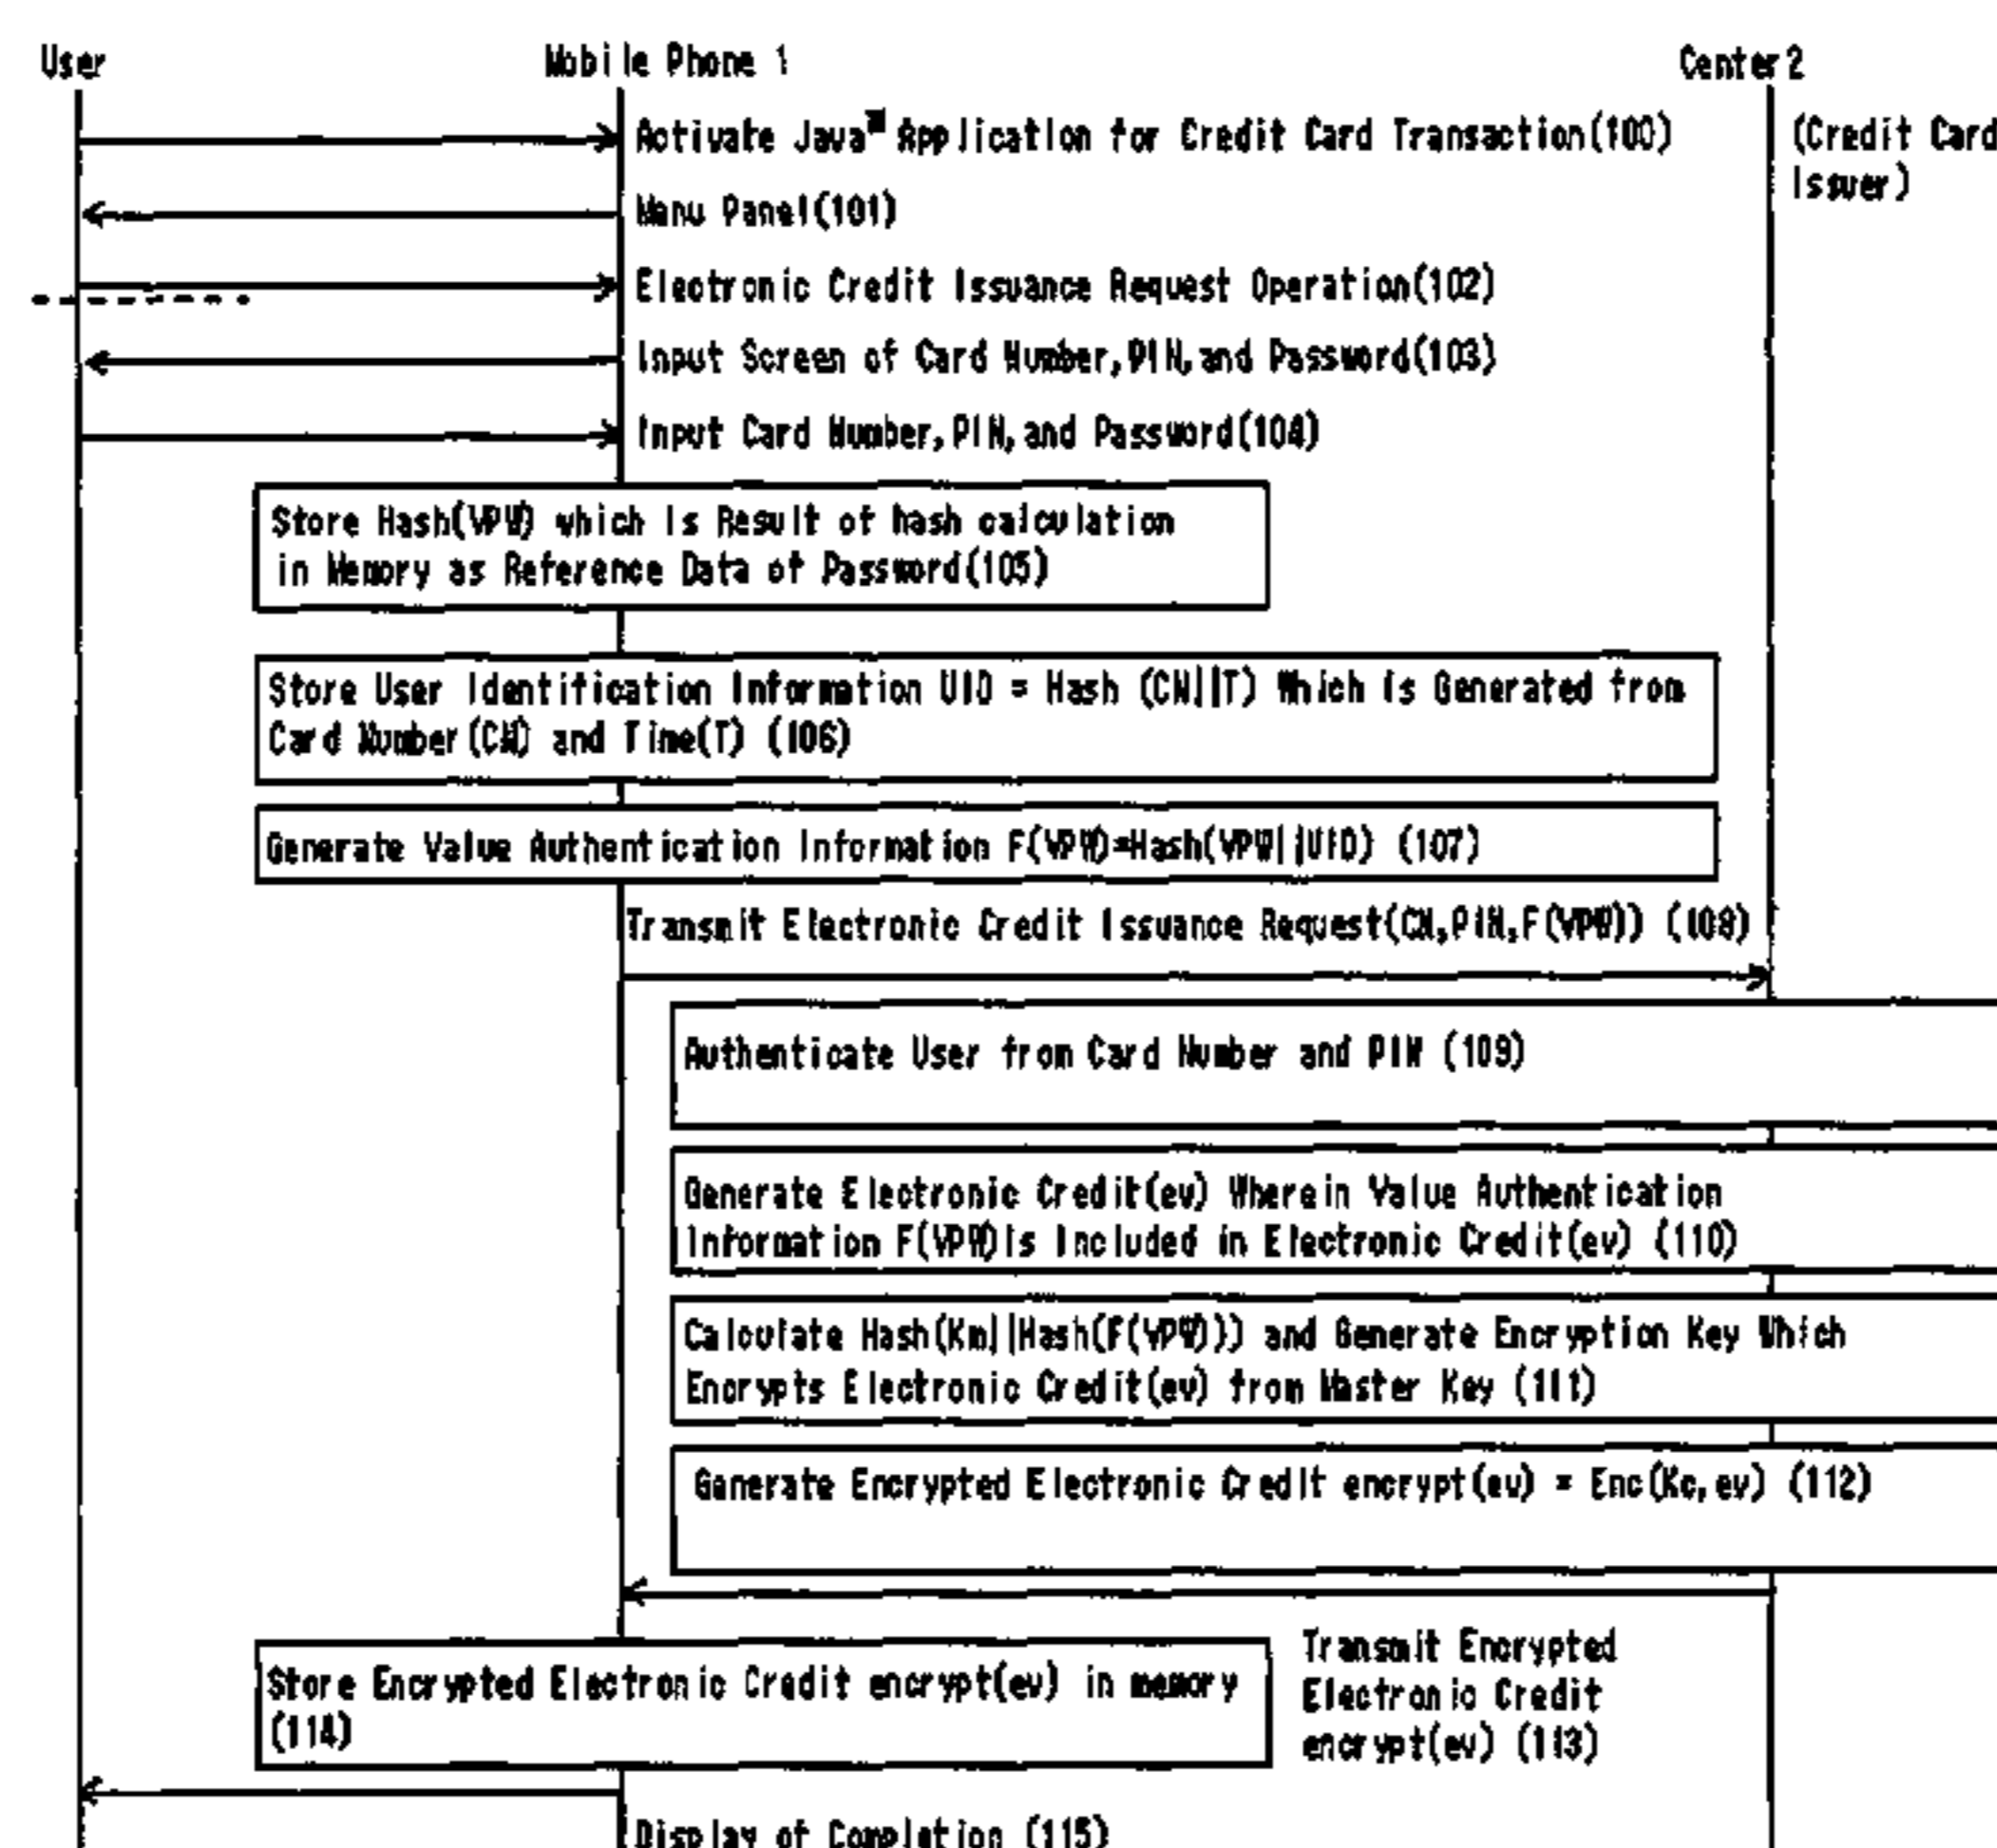 User
Mobile Phone 1
Center2
Activate Java™ Application for Credit Card Transaction(100)
(Credit Card
Issuer)
Menu Panel(101)
Electronic Credit Issuance Request Operation(102)
Input Screen of Card Number,PIN,and Password(103)
Input Card Number,PIN,and Password(104)
Store Hash(VPW) which is Result of hash calculation
in Memory as Reference Data of Password(105)
Store User Identification Information UID = Hash (CN||T) Which is Generated from
Card Number(CN) and Time(T) (106)
Generate Value Authentication Information F(VPW)=Hash(VPW||UID) (107)
Transmit Electronic Credit Issuance Request(CN,PIN,F(VPW)) (108)
Authenticate User from Card Number and PIN (109)
Generate Electronic Credit(ev) Wherein Value Authentication
Information F(VPW)is Included in Electronic Credit(ev) (110)
Calculate Hash(Km||Hash(F(VPW))) and Generate Encryption Key Which
Encrypts Electronic Credit(ev) from Master Key (111)
Generate Encrypted Electronic Credit encrypt(ev) = Enc(Kc,ev) (112)
Transmit Encrypted
Electronic Credit
encrypt(ev) (113)
Store Encrypted Electronic Credit encrypt(ev) in memory
(114)
Display of Completion (115)